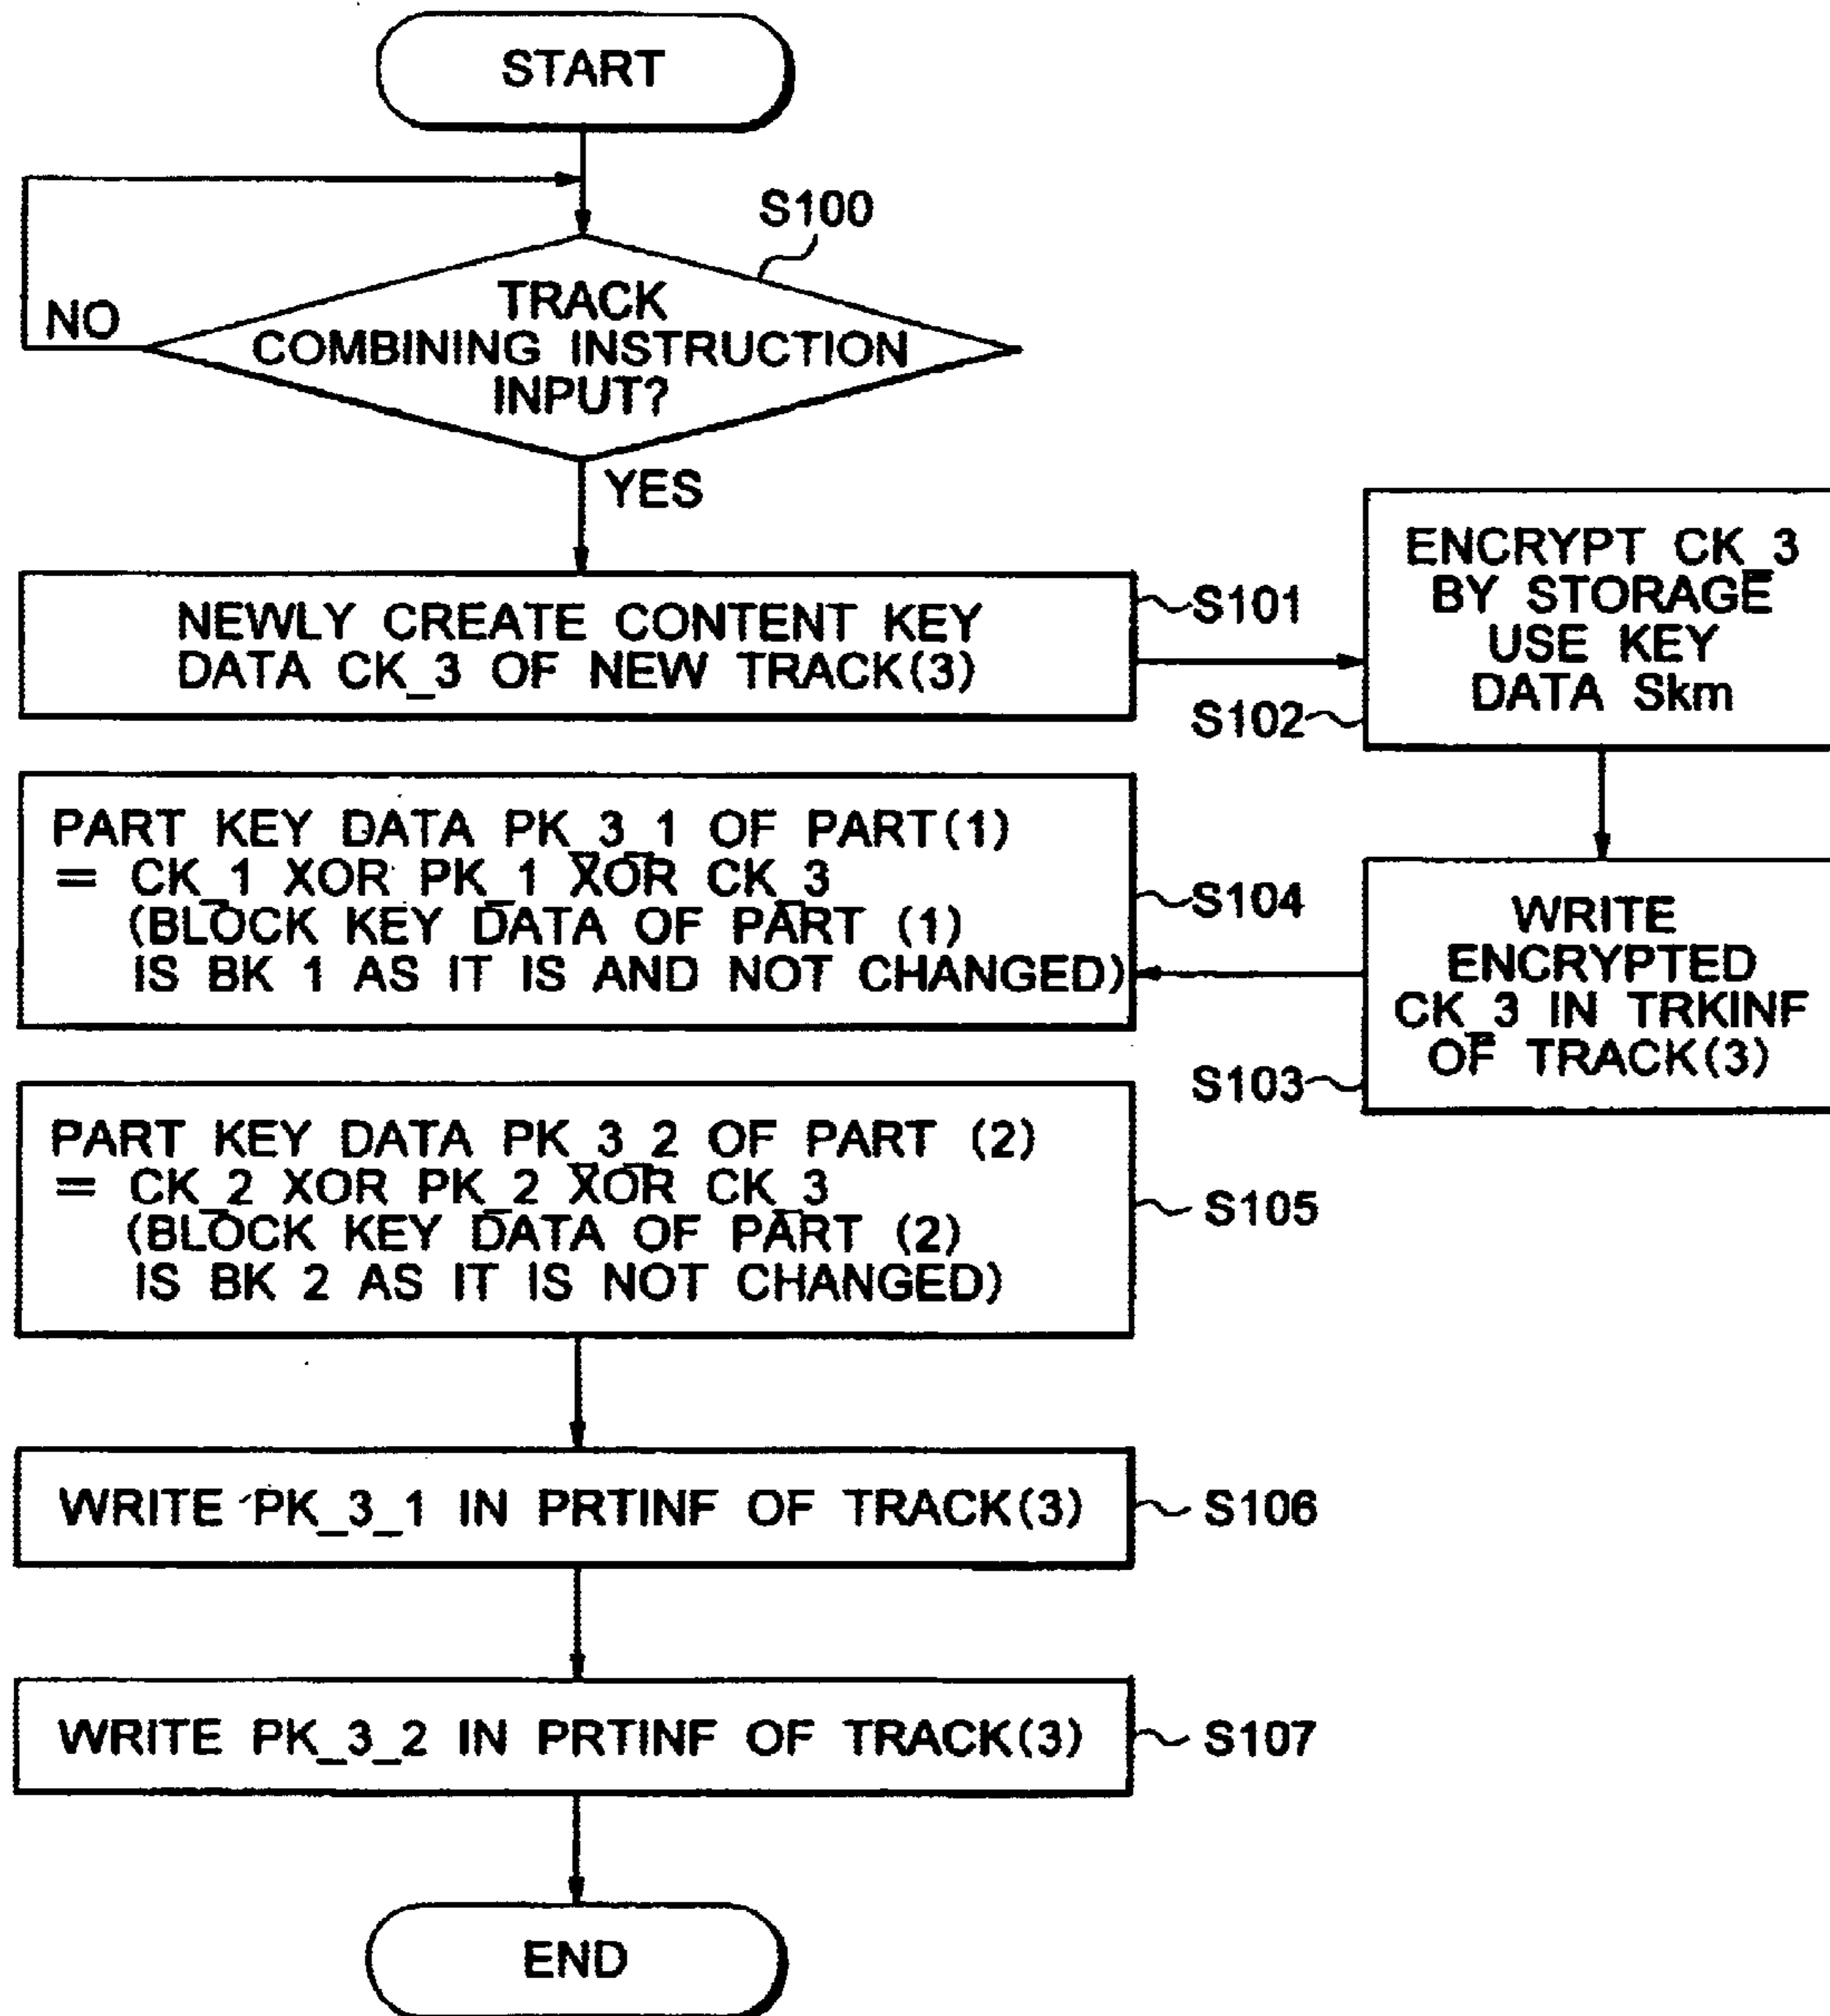 START
S100
TRACK
COMBINING INSTRUCTION
INPUT?
NO
YES
NEWLY CREATE CONTENT KEY
DATA CK_3 OF NEW TRACK(3)
S101
ENCRYPT CK_3
BY STORAGE
USE KEY
DATA Skm
S102
WRITE
ENCRYPTED
CK_3 IN TRKINF
OF TRACK(3)
S103
PART KEY DATA PK_3_1 OF PART(1)
= CK_1 XOR PK_1 XOR CK_3
(BLOCK KEY DATA OF PART (1)
IS BK 1 AS IT IS AND NOT CHANGED)
S104
PART KEY DATA PK_3_2 OF PART (2)
= CK_2 XOR PK_2 XOR CK_3
(BLOCK KEY DATA OF PART (2)
IS BK 2 AS IT IS NOT CHANGED)
S105
WRITE PK_3_1 IN PRTINF OF TRACK(3)
S106
WRITE PK_3_2 IN PRTINF OF TRACK(3)
S107
END